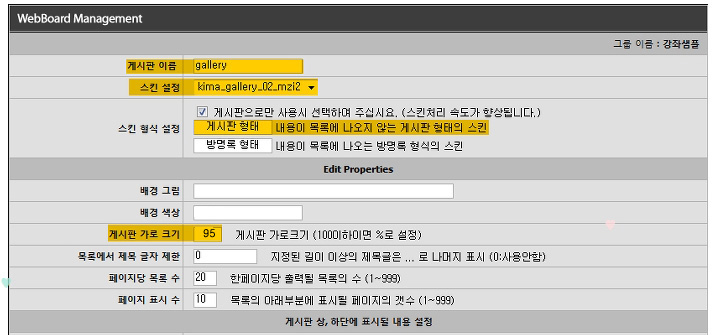 WebBoard Management
그룹 이름 : 강좌샘플
게시판 이름 gallery
스킨 설정 kima_gallery_02_mzl2
게시판으로만 사용시 선택하여 주십시요. (스킨처리 속도가 향상됩니다.)
스킨 형식 설정 게시판 형태 내용이 목록에 나오지 않는 게시판 형태의 스킨
방명록 형태 내용이 목록에 나오는 방명록 형식의 스킨
Edit Properties
배경 그림
배경 색상
게시판 가로 크기 95 게시판 가로크기 (100이하이면 %로 설정)
목록에서 제목 글자 제한 0 지정된 길이 이상의 제목글은 ... 로 나머지 표시 (0:사용안함)
페이지당 목록 수 20 한페이지당 출력될 목록의 수 (1~999)
페이지 표시 수 10 목록의 아래부분에 표시될 페이지의 갯수 (1~999)
게시판 상, 하단에 표시될 내용 설정